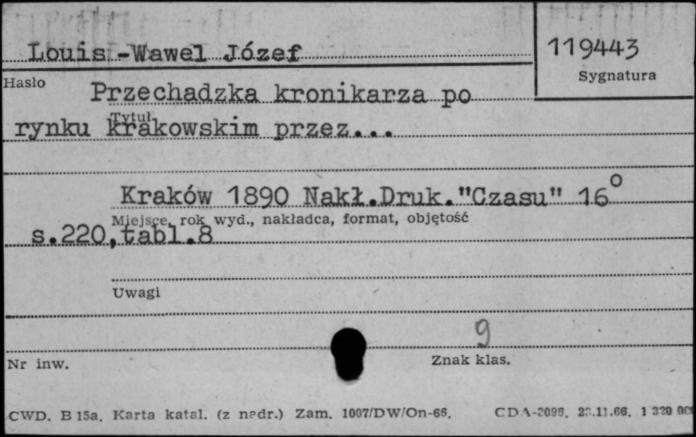 Louis-Wawel Józef
119443
Hasło
Sygnatura
Przechadzka kronikarza po
Tytuł
rynku krakowskim przez...
Kraków 1890 Nakł.Druk."Czasu" 16°
Miejsce, rok wyd., nakładca, format, objętość
s.220,tabl.8
Uwagi
9
Nr inw.
Znak klas.
CWD. B 15a. Karta katal. (z nadr.) Zam. 1007/DW/On-66. CDA-2098. 23.11.66. 1 320 000